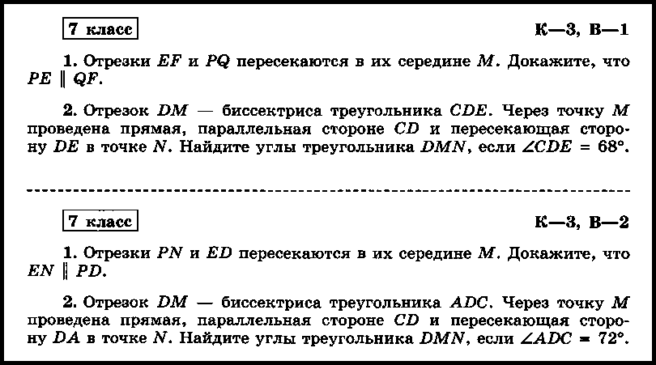 7 класс К—3, В—1
1. Отрезки EF и PQ пересекаются в их середине M. Докажите, что
PE ∥ QF.
2. Отрезок DM — биссектриса треугольника CDE. Через точку M
проведена прямая, параллельная стороне CD и пересекающая сторо-
ну DE в точке N. Найдите углы треугольника DMN, если ∠CDE = 68°.
7 класс К—3, В—2
1. Отрезки PN и ED пересекаются в их середине M. Докажите, что
EN ∥ PD.
2. Отрезок DM — биссектриса треугольника ADC. Через точку M
проведена прямая, параллельная стороне CD и пересекающая сторо-
ну DA в точке N. Найдите углы треугольника DMN, если ∠ADC = 72°.